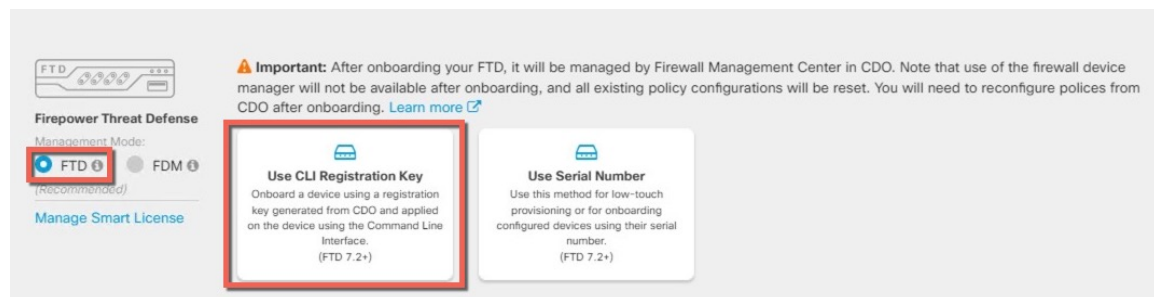 FTD
Firepower Threat Defense
Management Mode:
FTD FDM
(Recommended)
Manage Smart License
Important: After onboarding your FTD, it will be managed by Firewall Management Center in CDO. Note that use of the firewall device
manager will not be available after onboarding, and all existing policy configurations will be reset. You will need to reconfigure polices from
CDO after onboarding. Learn more
Use CLI Registration Key
Onboard a device using a registration
key generated from CDO and applied
on the device using the Command Line
Interface.
(FTD 7.2+)
Use Serial Number
Use this method for low-touch
provisioning or for onboarding
configured devices using their serial
number.
(FTD 7.2+)